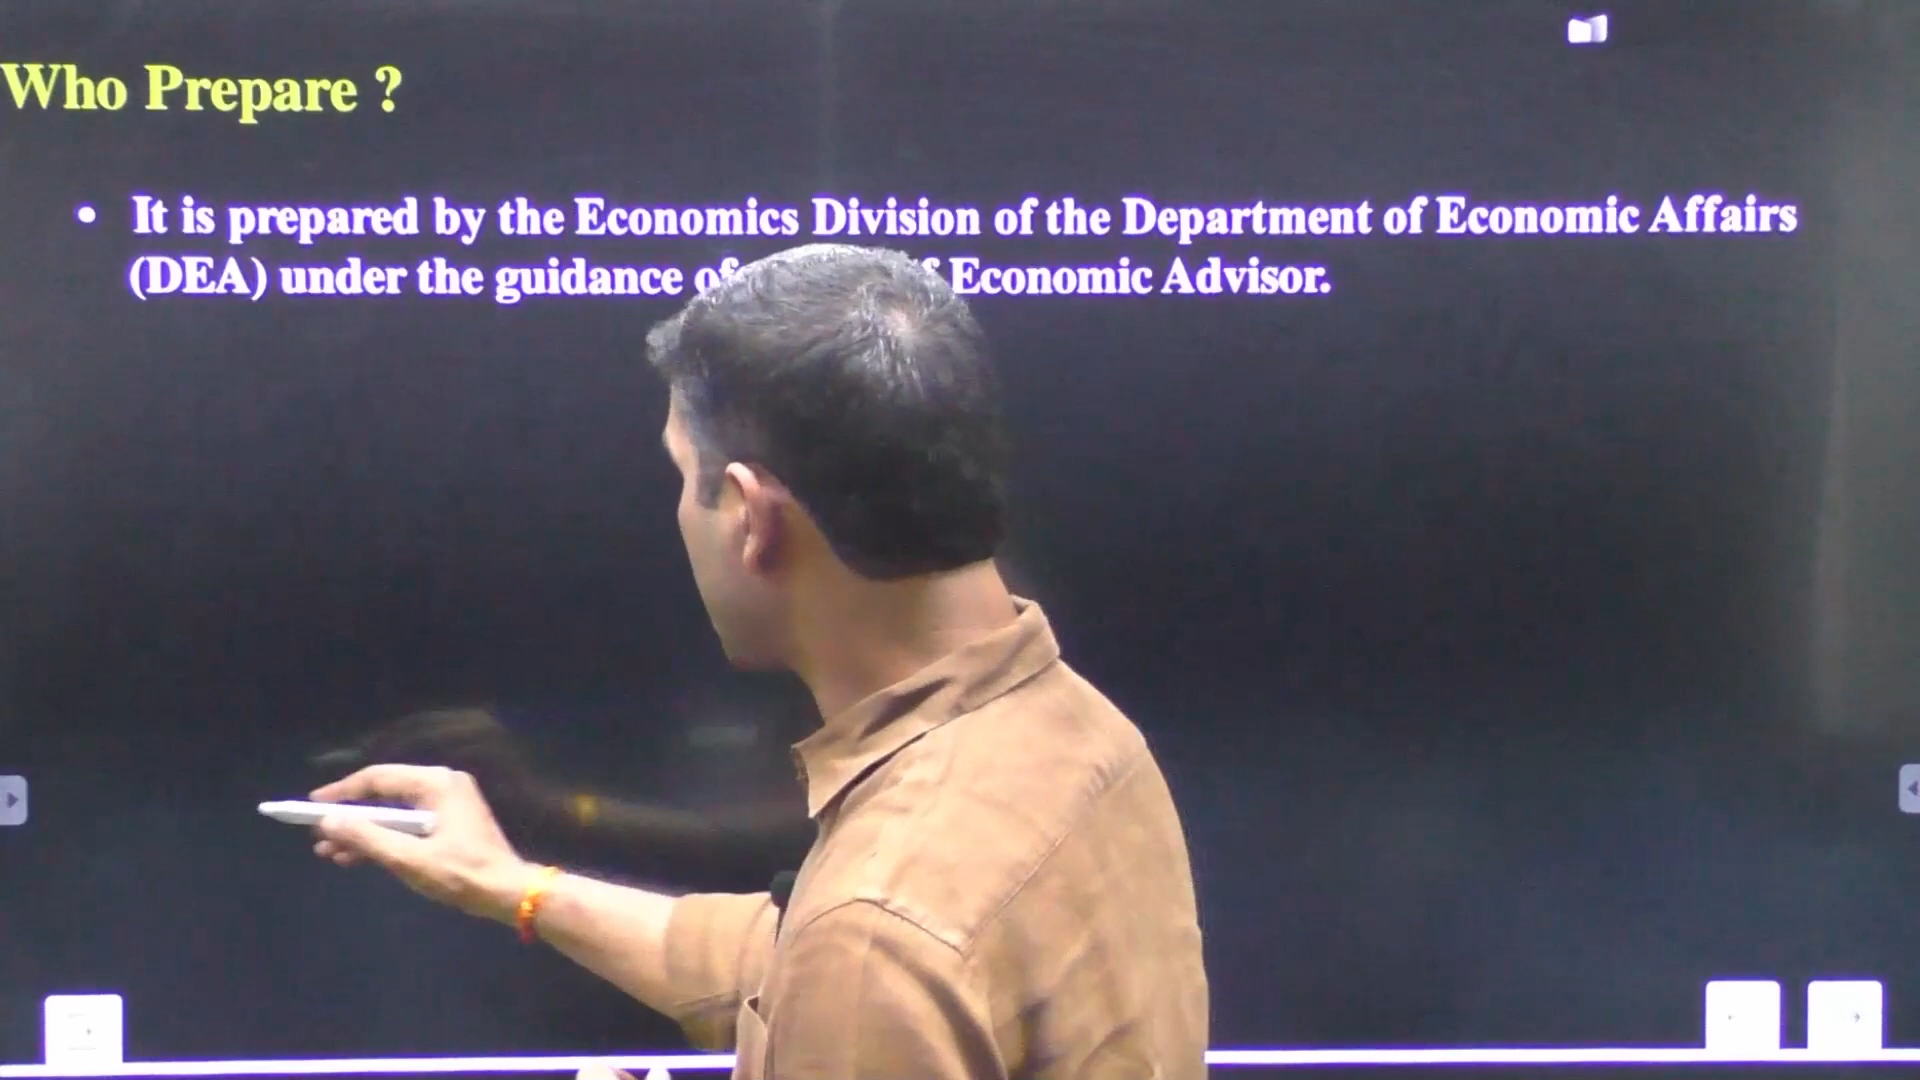 Who Prepare ?
• It is prepared by the Economics Division of the Department of Economic Affairs
(DEA) under the guidance of Economic Advisor.